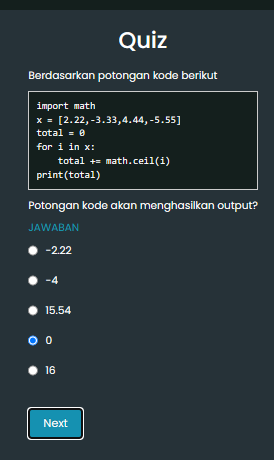 Quiz
Berdasarkan potongan kode berikut
import math
x = [2.22,-3.33,4.44,-5.55]
total = 0
for i in x:
    total += math.ceil(i)
print(total)
Potongan kode akan menghasilkan output?
JAWABAN
-2.22
-4
15.54
0
16
Next